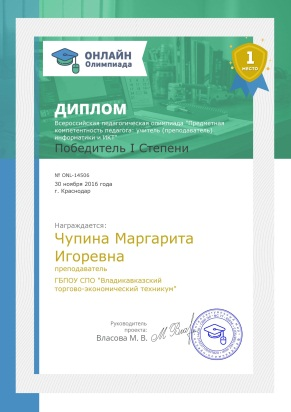 ОНЛАЙН
Олимпиада
1
МЕСТО
ДИПЛОМ
Всероссийская педагогическая олимпиада "Предметная
компетентность педагога: учитель (преподаватель)
информатики и ИКТ"
Победитель I Степени
№ ONL-14506
30 ноября 2016 года
г. Краснодар
Награждается:
Чупина Маргарита
Игоревна
преподаватель
ГБПОУ СПО "Владикавказский
торгово-экономический техникум"
Руководитель
проекта:
Власова М. В.